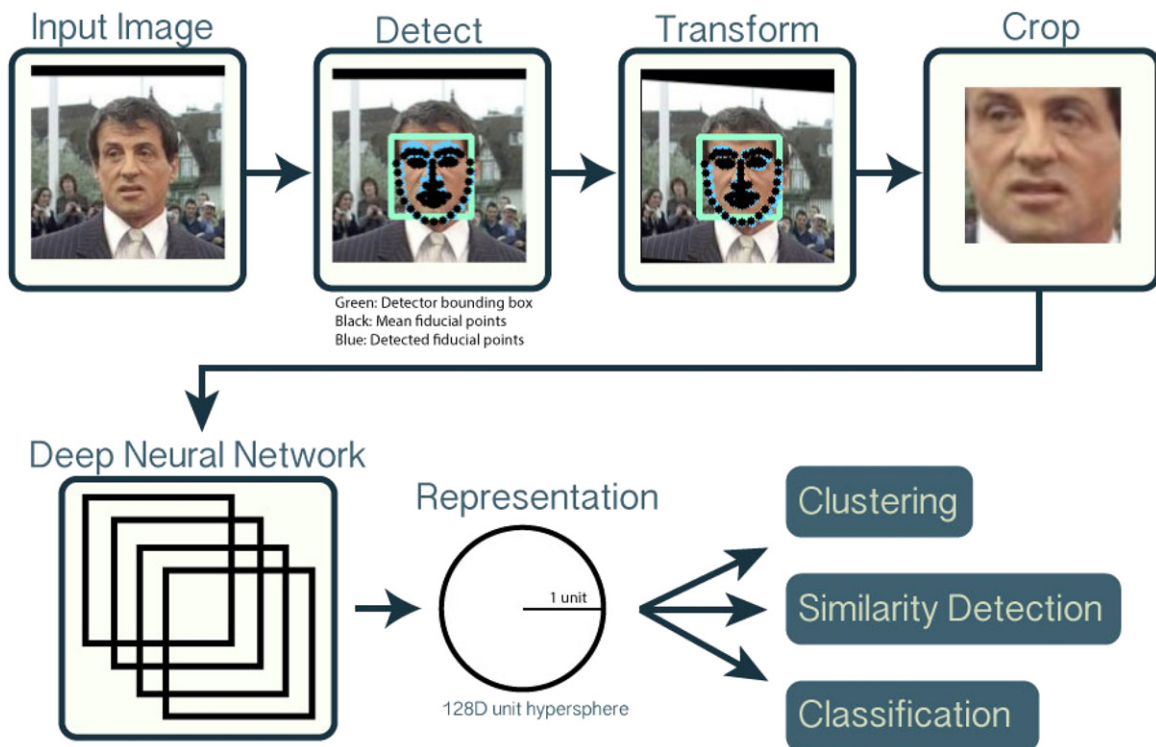 Input Image
Detect
Transform
Crop
Green: Detector bounding box
Black: Mean fiducial points
Blue: Detected fiducial points
Deep Neural Network
Representation
1 unit
128D unit hypersphere
Clustering
Similarity Detection
Classification